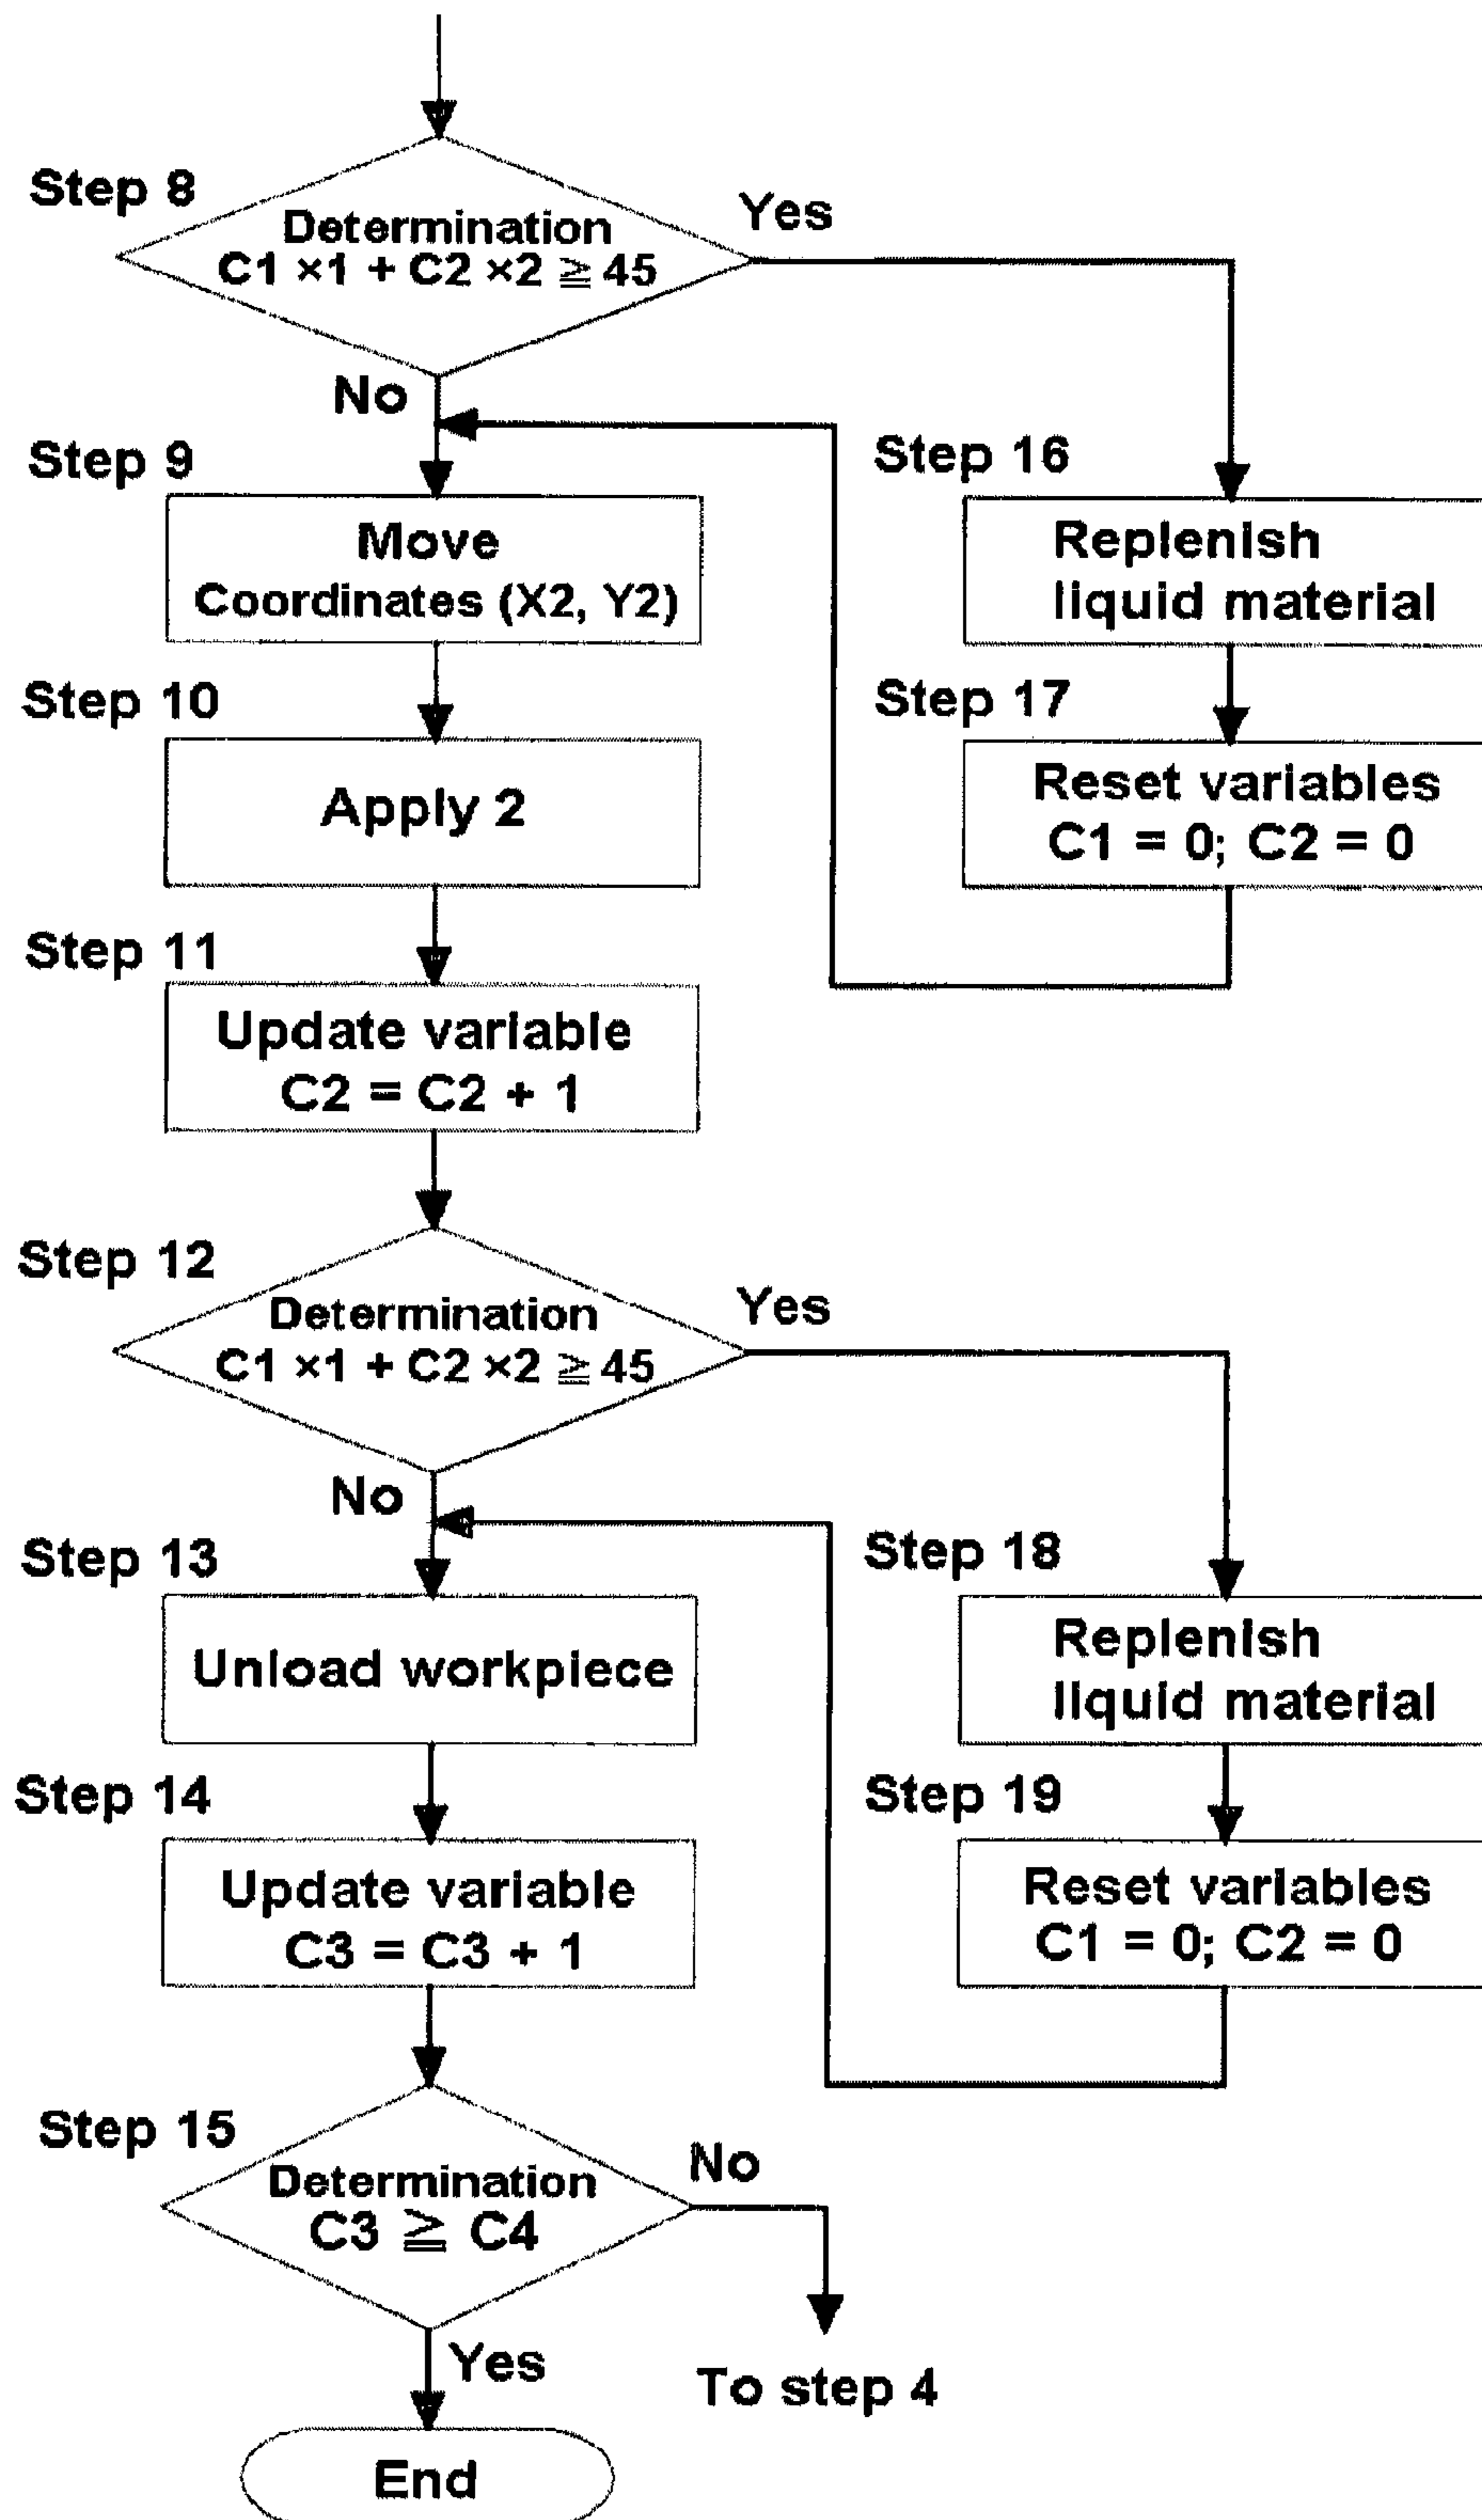 Step 8
Determination
C1 ×1 + C2 ×2 ≧ 45
Yes
No
Step 9
Move
Coordinates (X2, Y2)
Step 16
Replenish
liquid material
Step 10
Apply 2
Step 17
Reset variables
C1 = 0; C2 = 0
Step 11
Update variable
C2 = C2 + 1
Step 12
Determination
C1 ×1 + C2 ×2 ≧ 45
Yes
No
Step 13
Unload workpiece
Step 18
Replenish
liquid material
Step 14
Update variable
C3 = C3 + 1
Step 19
Reset variables
C1 = 0; C2 = 0
Step 15
Determination
C3 ≧ C4
No
Yes
To step 4
End